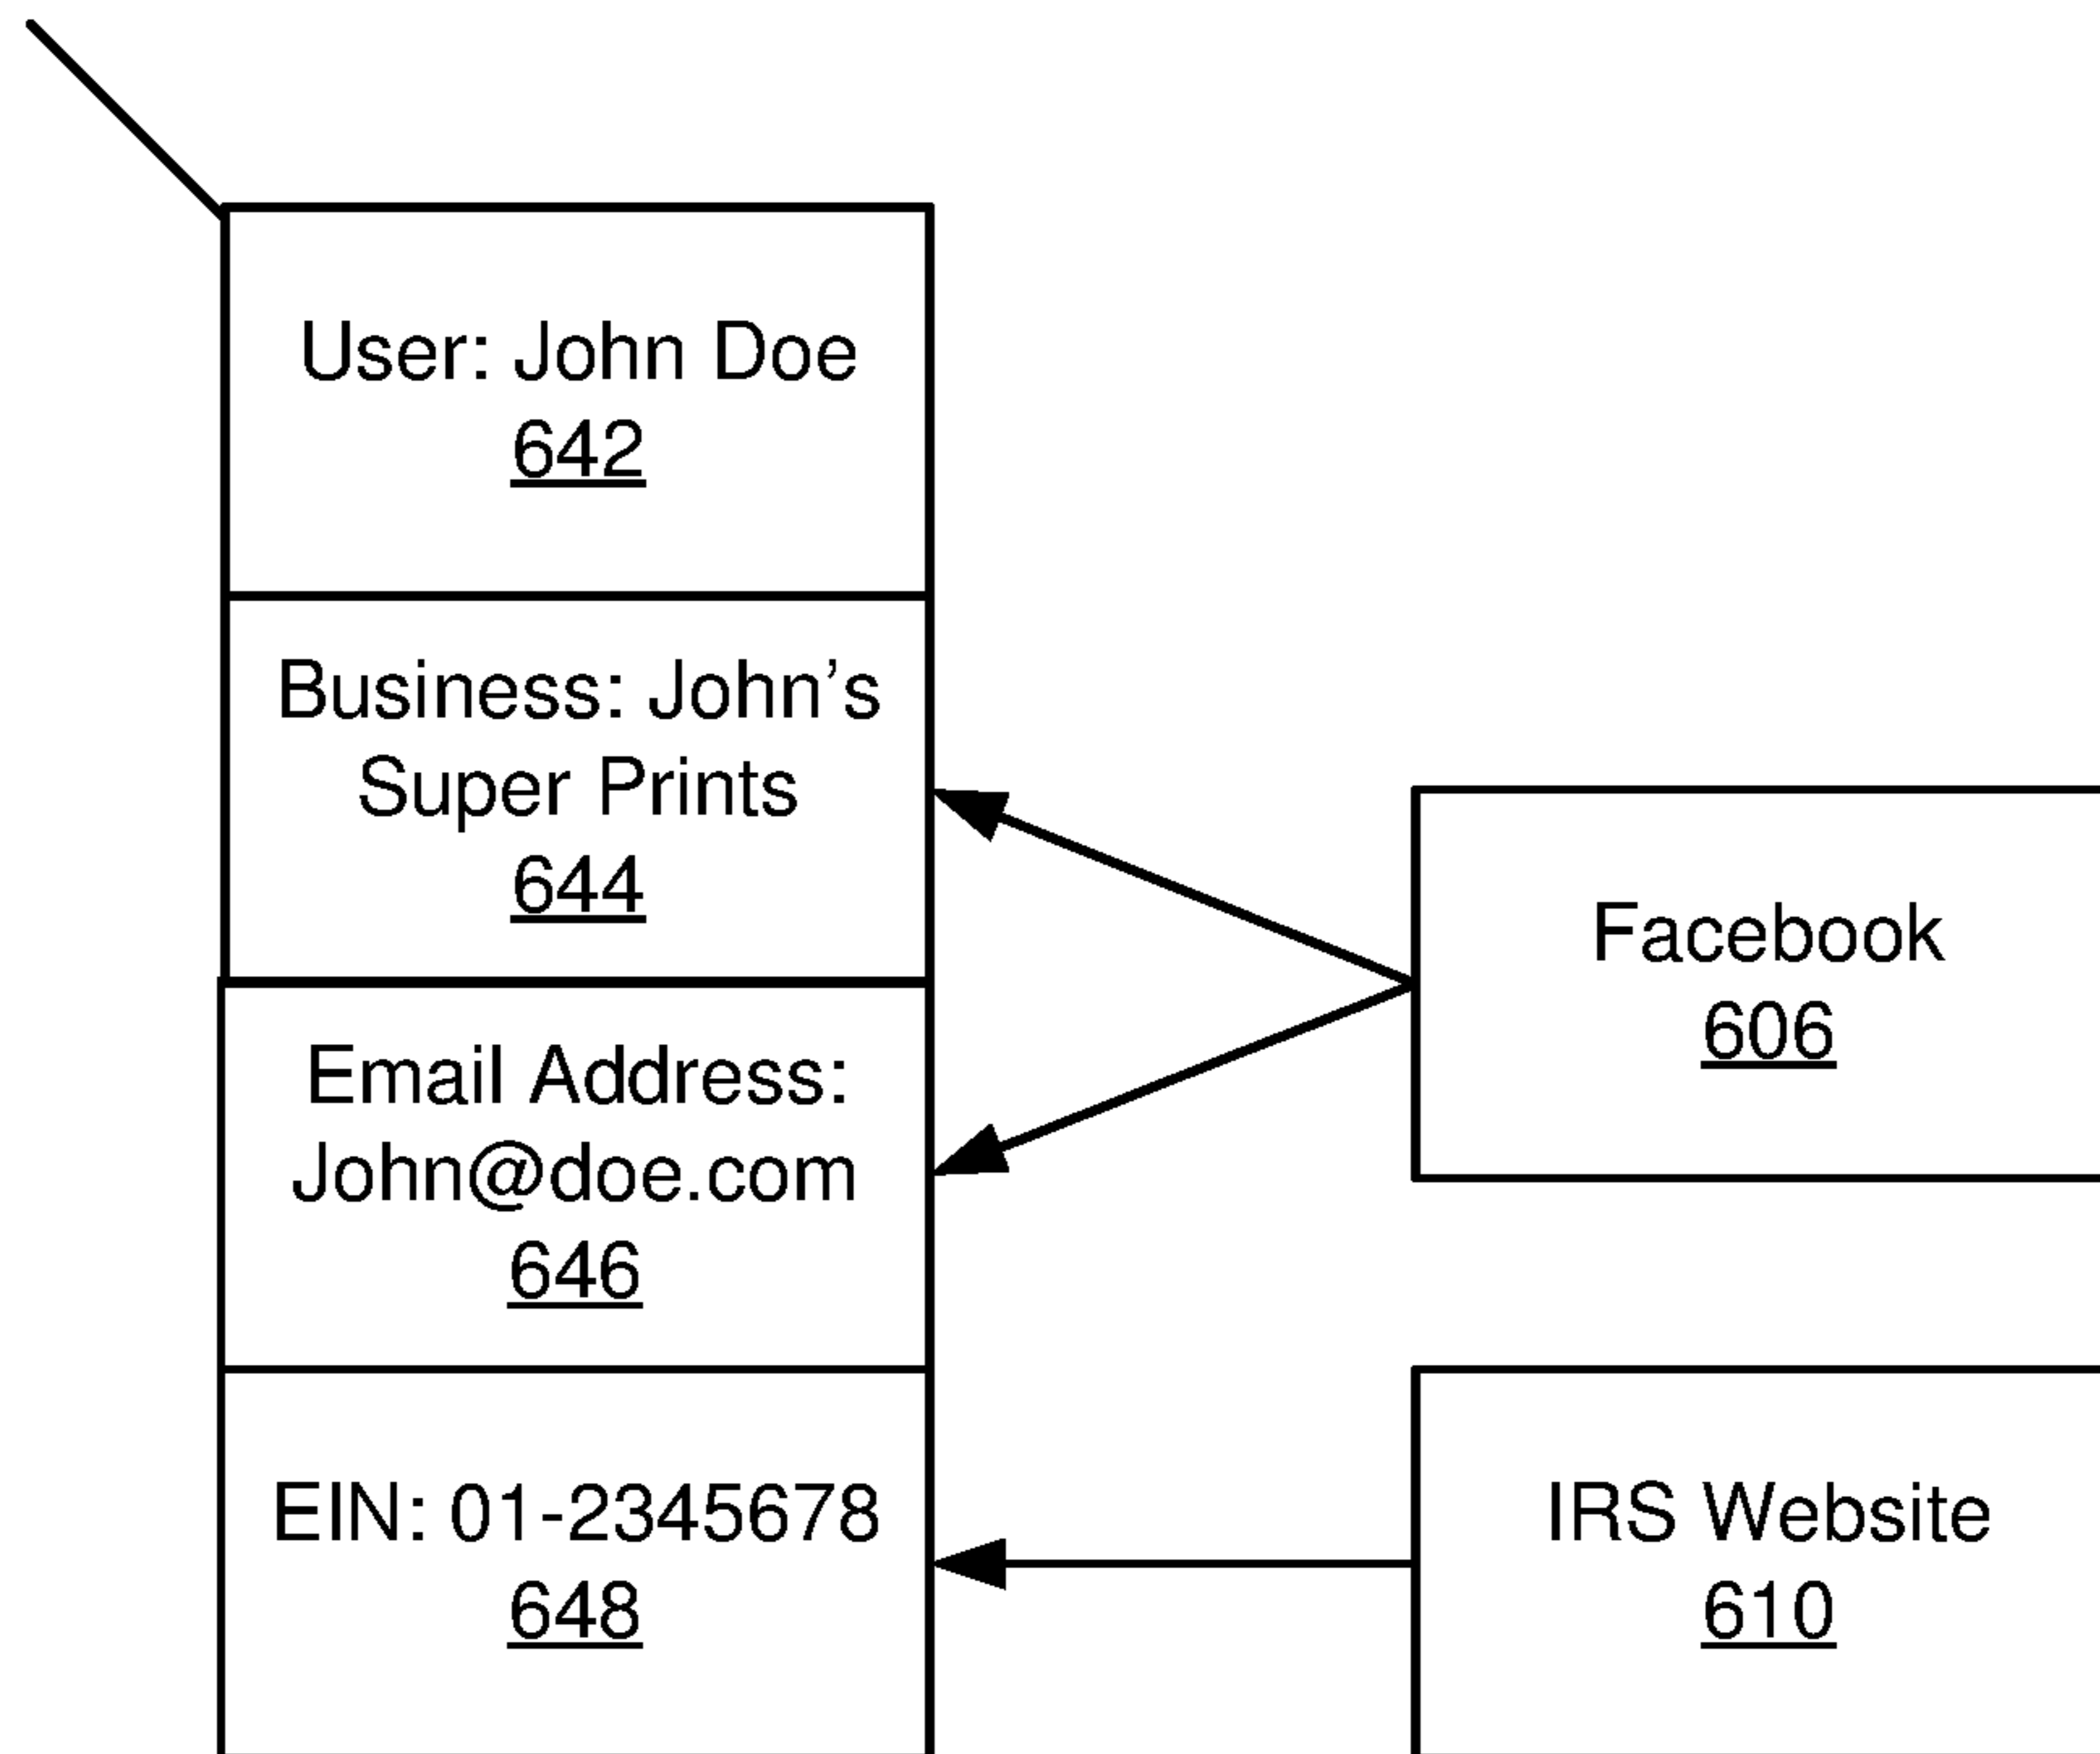 User: John Doe
642
Business: John's
Super Prints
644
Email Address:
John@doe.com
646
EIN: 01-2345678
648
Facebook
606
IRS Website
610